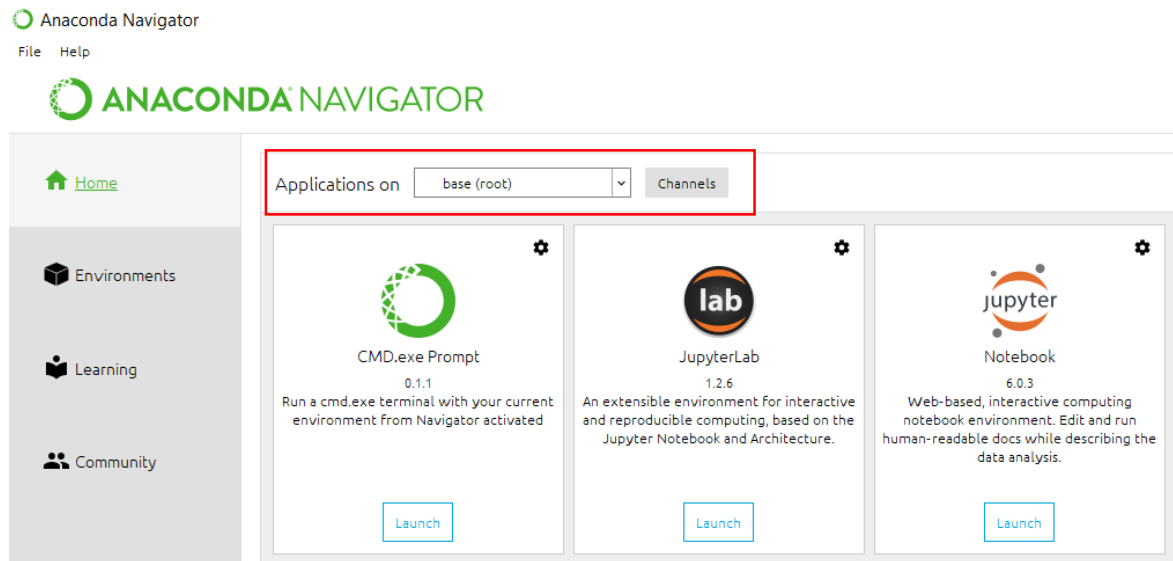 Anaconda Navigator
File Help
ANACONDA NAVIGATOR
Home
Environments
Learning
Community
Applications on base (root) Channels
CMD.exe Prompt
0.1.1
Run a cmd.exe terminal with your current
environment from Navigator activated
Launch
lab
JupyterLab
1.2.6
An extensible environment for interactive
and reproducible computing, based on the
Jupyter Notebook and Architecture.
Launch
jupyter
Notebook
6.0.3
Web-based, interactive computing
notebook environment. Edit and run
human-readable docs while describing the
data analysis.
Launch